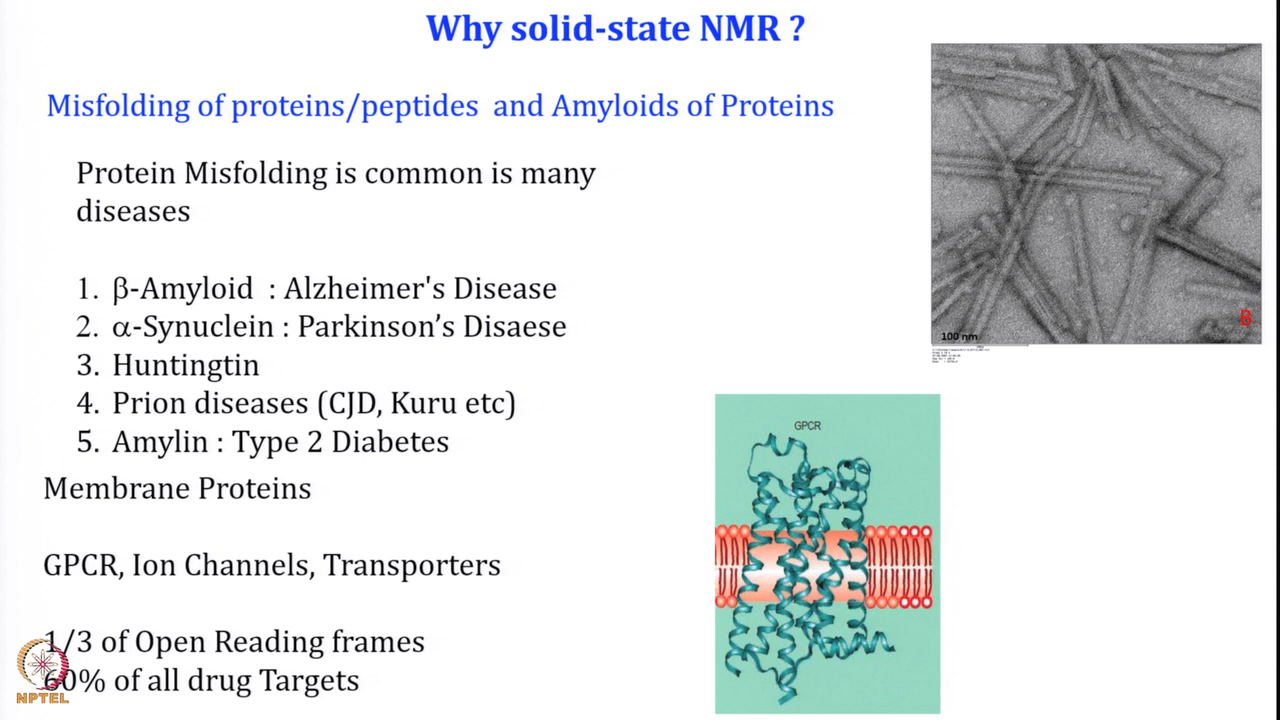 Why solid-state NMR ?
Misfolding of proteins/peptides and Amyloids of Proteins
Protein Misfolding is common is many
diseases
1. β-Amyloid : Alzheimer's Disease
2. α-Synuclein : Parkinson’s Disaese
3. Huntingtin
4. Prion diseases (CJD, Kuru etc)
5. Amylin : Type 2 Diabetes
Membrane Proteins
GPCR, Ion Channels, Transporters
1/3 of Open Reading frames
60% of all drug Targets
NPTEL
B
100 nm
GPCR